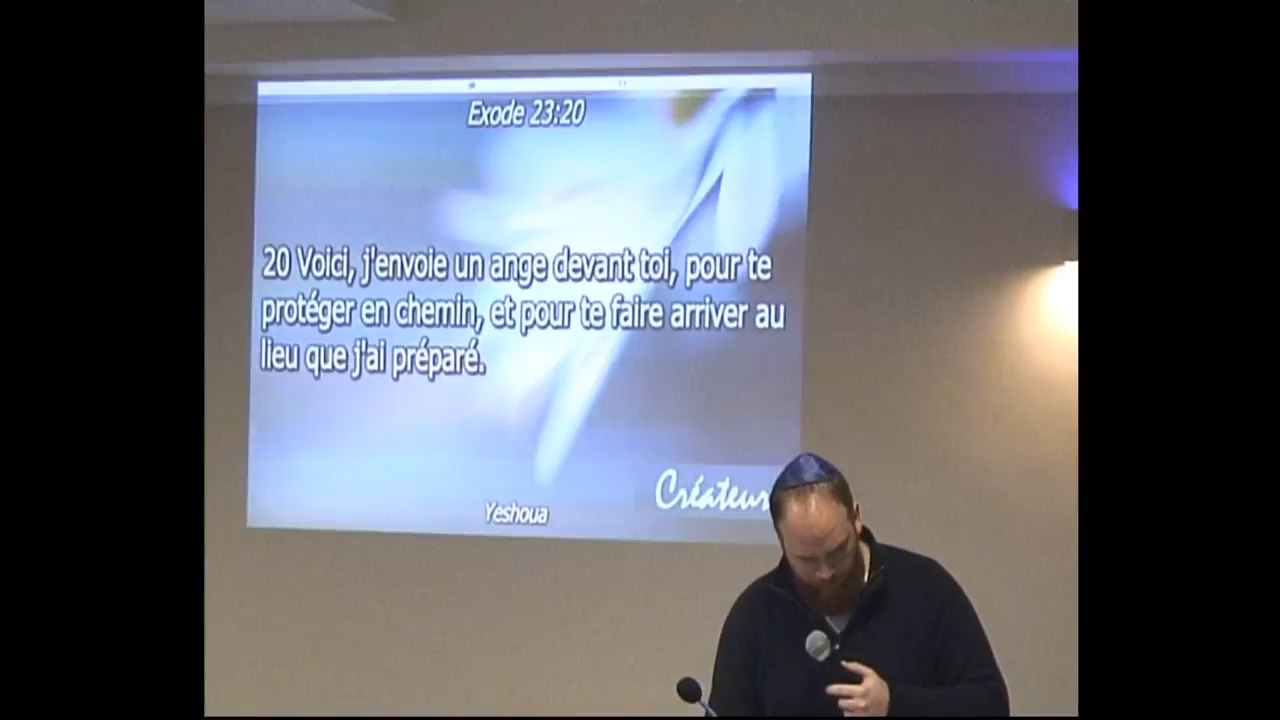 Exode 23:20
20 Voici, j'envoie un ange devant toi, pour te
protéger en chemin, et pour te faire arriver au
lieu que j'ai préparé.
Créateur
Yeshoua